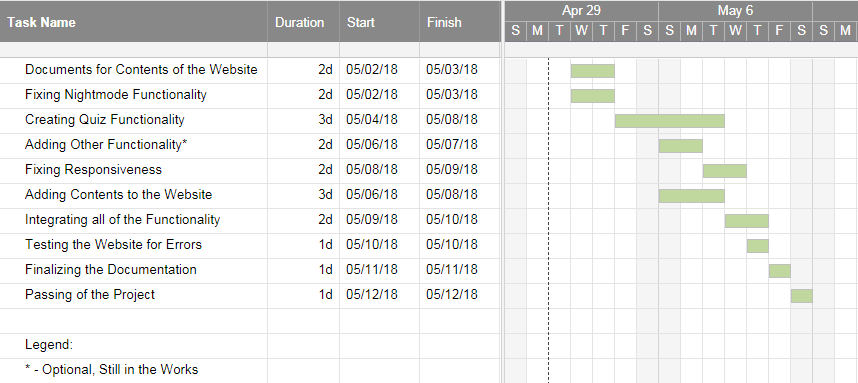 Task Name Duration Start Finish Apr 29 May 6
S M T W T F S S M T W T F S S M
Documents for Contents of the Website 2d 05/02/18 05/03/18
Fixing Nightmode Functionality 2d 05/02/18 05/03/18
Creating Quiz Functionality 3d 05/04/18 05/08/18
Adding Other Functionality* 2d 05/06/18 05/07/18
Fixing Responsiveness 2d 05/08/18 05/09/18
Adding Contents to the Website 3d 05/06/18 05/08/18
Integrating all of the Functionality 2d 05/09/18 05/10/18
Testing the Website for Errors 1d 05/10/18 05/10/18
Finalizing the Documentation 1d 05/11/18 05/11/18
Passing of the Project 1d 05/12/18 05/12/18
Legend:
* - Optional, Still in the Works